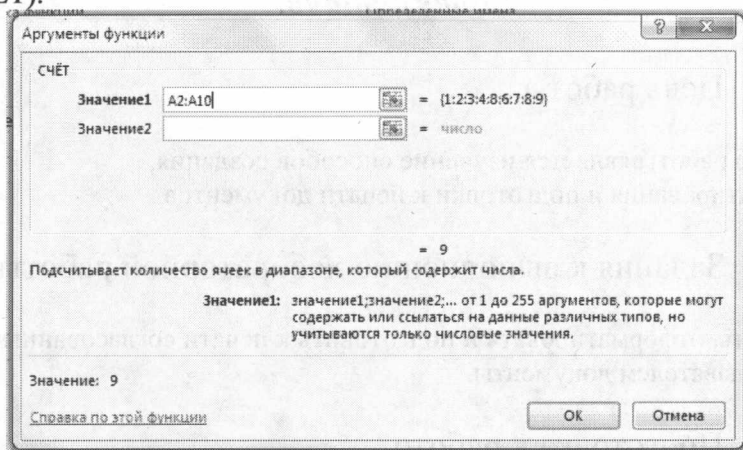 Аргументы функции
СЧЁТ
Значение1 A2:A10 = {1:2:3:4:8:6:7:8:9}
Значение2 = число
= 9
Подсчитывает количество ячеек в диапазоне, который содержит числа.
Значение1: значение1;значение2;... от 1 до 255 аргументов, которые могут
содержать или ссылаться на данные различных типов, но
учитываются только числовые значения.
Значение: 9
Справка по этой функции
ОК Отмена